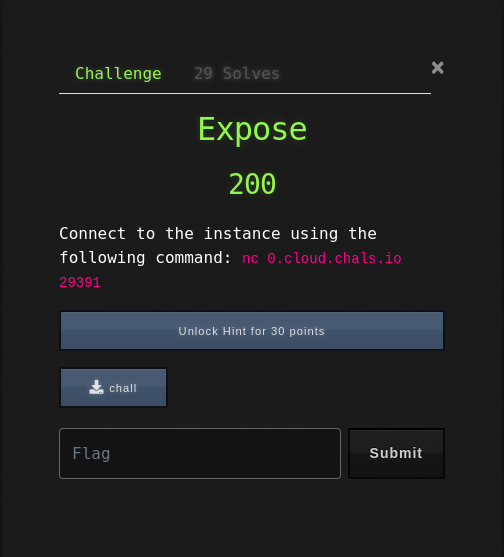 Challenge 29 Solves ×
Expose
200
Connect to the instance using the
following command: nc 0.cloud.chals.io
29391
Unlock Hint for 30 points
chall
Flag Submit